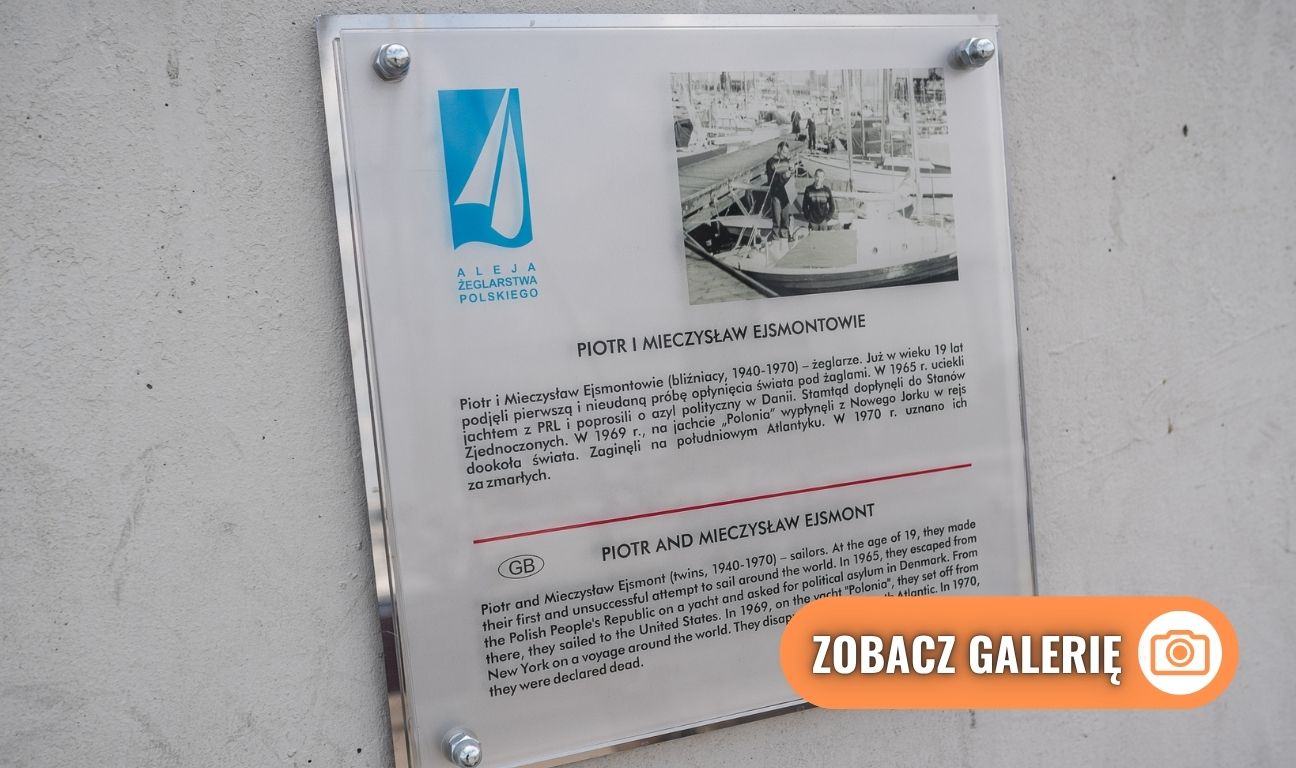 ALEJA
ŻEGLARSTWA
POLSKIEGO
PIOTR I MIECZYSŁAW EJSMONTOWIE
Piotr i Mieczysław Ejsmontowie (bliźniacy, 1940-1970) – żeglarze. Już w wieku 19 lat
podjęli pierwszą i nieudaną próbę opłynięcia świata pod żaglami. W 1965 r. uciekli
jachtem z PRL i poprosili o azyl polityczny w Danii. Stamtąd dopłynęli do Stanów
Zjednoczonych. W 1969 r., na jachcie „Polonia” wypłynęli z Nowego Jorku w rejs
dookoła świata. Zaginęli na południowym Atlantyku. W 1970 r. uznano ich
za zmarłych.
PIOTR AND MIECZYSŁAW EJSMONT
GB
Piotr and Mieczysław Ejsmont (twins, 1940-1970) – sailors. At the age of 19, they made
their first and unsuccessful attempt to sail around the world. In 1965, they escaped from
the Polish People's Republic on a yacht and asked for political asylum in Denmark. From
there, they sailed to the United States. In 1969, on the yacht "Polonia", they set off from
New York on a voyage around the world. They Atlantic. In 1970,
they were declared dead.
ZOBACZ GALERIĘ